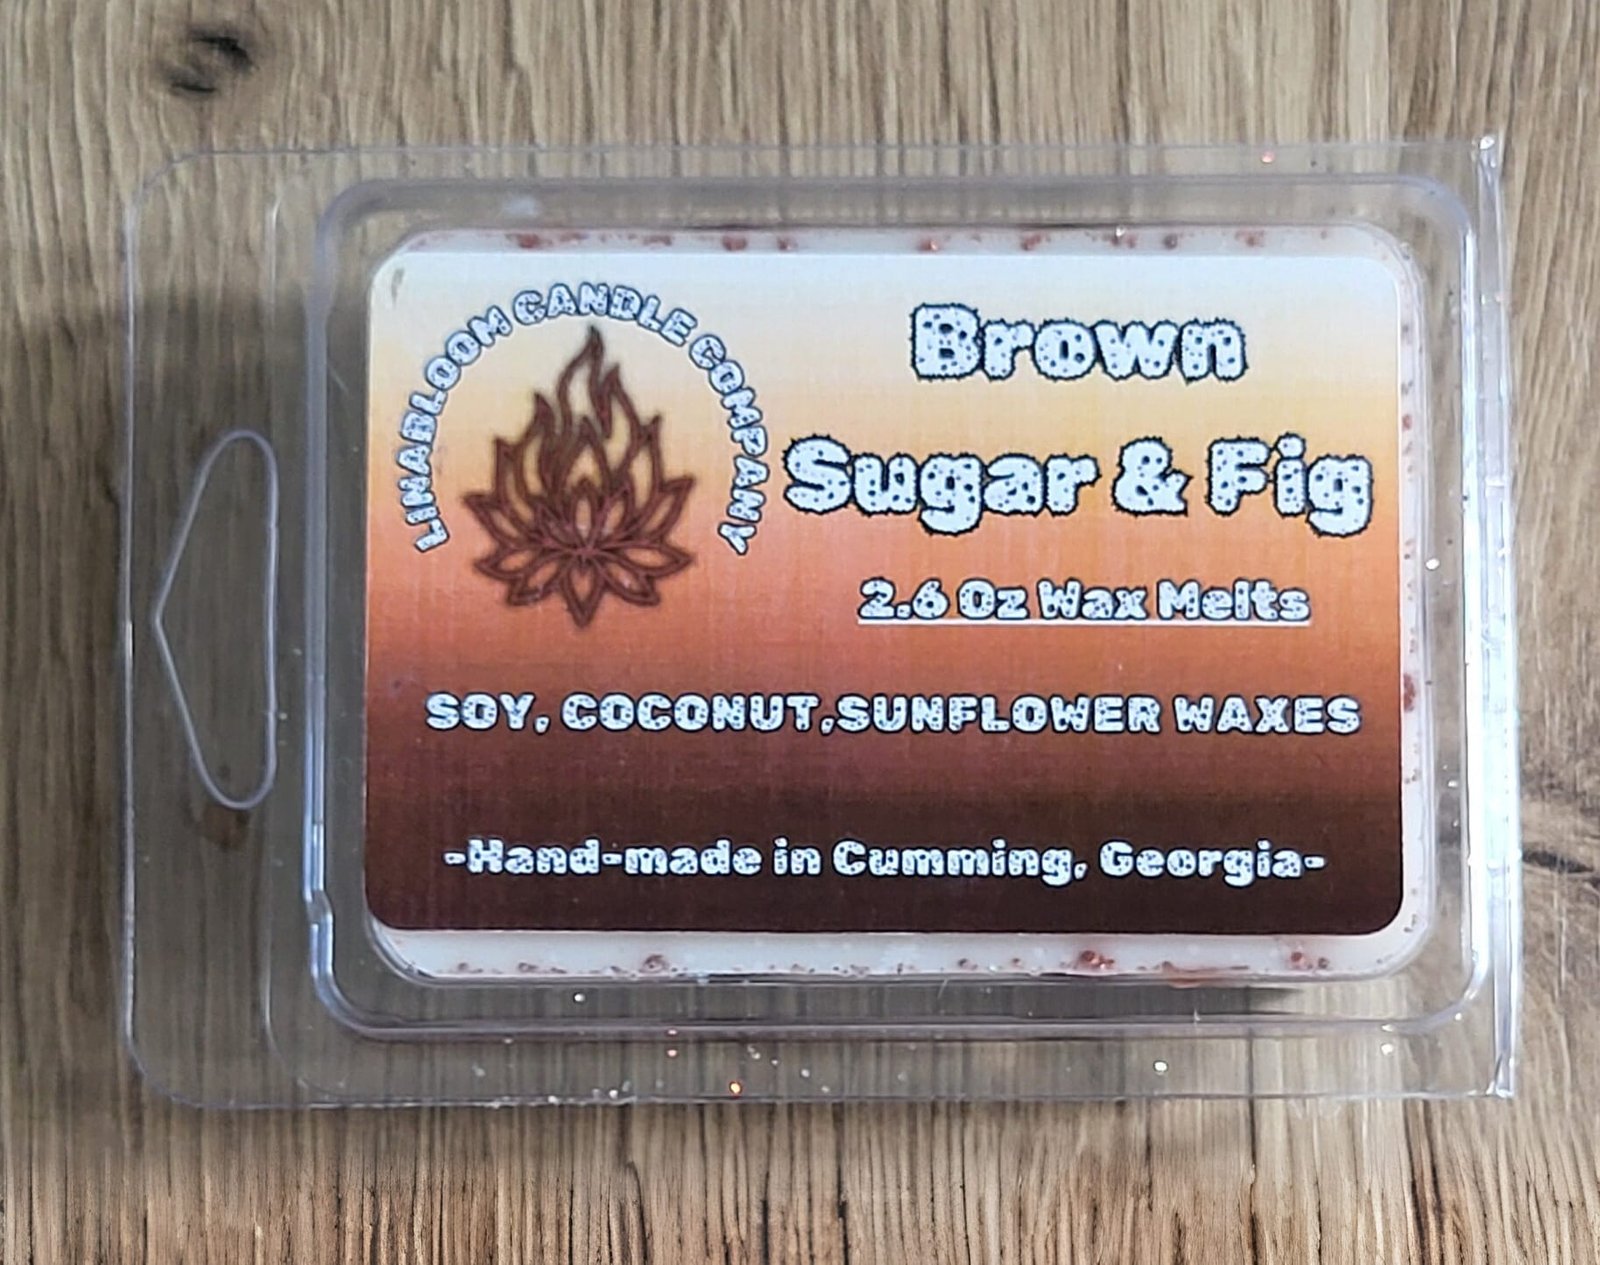 LINABLOOM CANDLE COMPANY
Brown
Sugar & Fig
2.6 Oz Wax Melts
SOY, COCONUT,SUNFLOWER WAXES
-Hand-made in Cumming, Georgia-